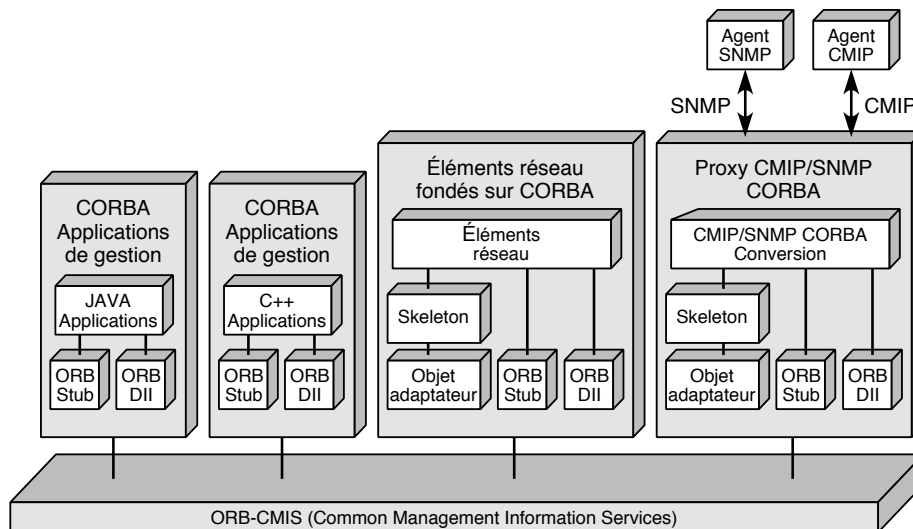 Agent
SNMP
Agent
CMIP
SNMP
CMIP
CORBA
Applications
de gestion
JAVA
Applications
ORB
Stub
ORB
DII
CORBA
Applications
de gestion
C++
Applications
ORB
Stub
ORB
DII
Éléments réseau
fondés sur CORBA
Éléments
réseau
Skeleton
Objet
adaptateur
ORB
Stub
ORB
DII
Proxy CMIP/SNMP
CORBA
CMIP/SNMP CORBA
Conversion
Skeleton
Objet
adaptateur
ORB
Stub
ORB
DII
ORB-CMIS (Common Management Information Services)